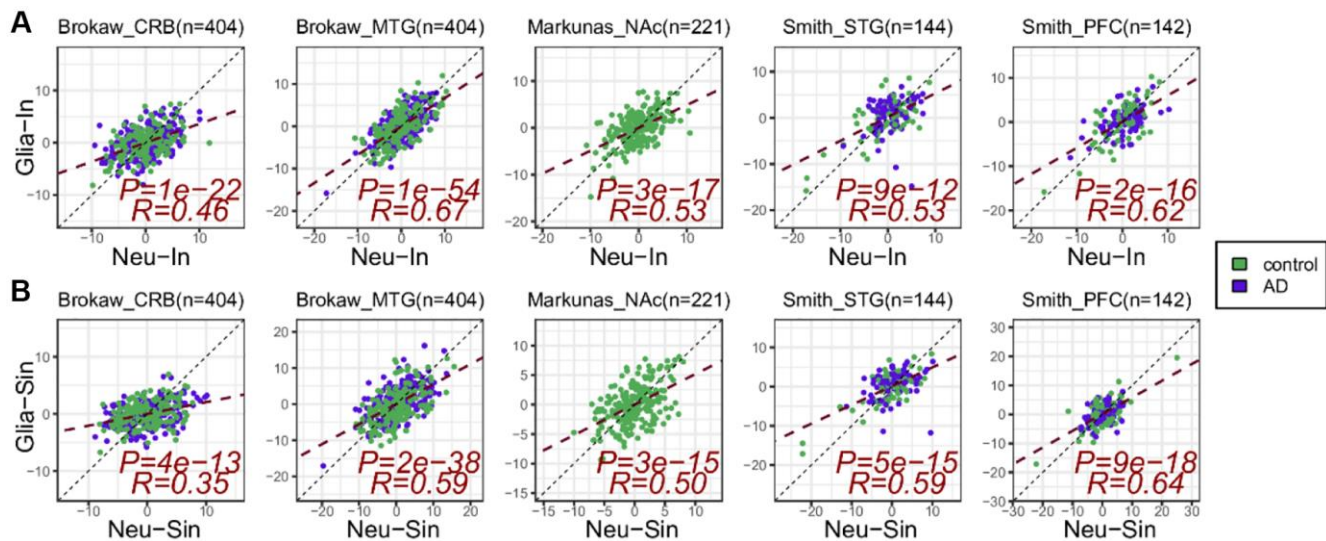 A
Brokaw_CRB(n=404) Brokaw_MTG(n=404) Markunas_NAc(n=221) Smith_STG(n=144) Smith_PFC(n=142)
Glia-In
10 0 -10
10 0 -10 -20
10 0 -10 -20
10 0 -10 -20
10 0 -10 -20
P=1e-22 P=1e-54 P=3e-17 P=9e-12 P=2e-16
R=0.46 R=0.67 R=0.53 R=0.53 R=0.62
-10 0 10
-20 -10 0 10
-20 -10 0 10
-20 -10 0 10
-20 -10 0 10
Neu-In Neu-In Neu-In Neu-In Neu-In
control
AD
B
Brokaw_CRB(n=404) Brokaw_MTG(n=404) Markunas_NAc(n=221) Smith_STG(n=144) Smith_PFC(n=142)
Glia-Sin
10 0 -10
20 10 0 -10 -20
10 5 0 -5 -10 -15
10 0 -10 -20
30 20 10 0 -10 -20 -30
P=4e-13 P=2e-38 P=3e-15 P=5e-15 P=9e-18
R=0.35 R=0.59 R=0.50 R=0.59 R=0.64
-10 0 10
-20 -10 0 10 20
-15 -10 -5 0 5 10
-20 -10 0 10
-30 -20 -10 0 10 20 30
Neu-Sin Neu-Sin Neu-Sin Neu-Sin Neu-Sin